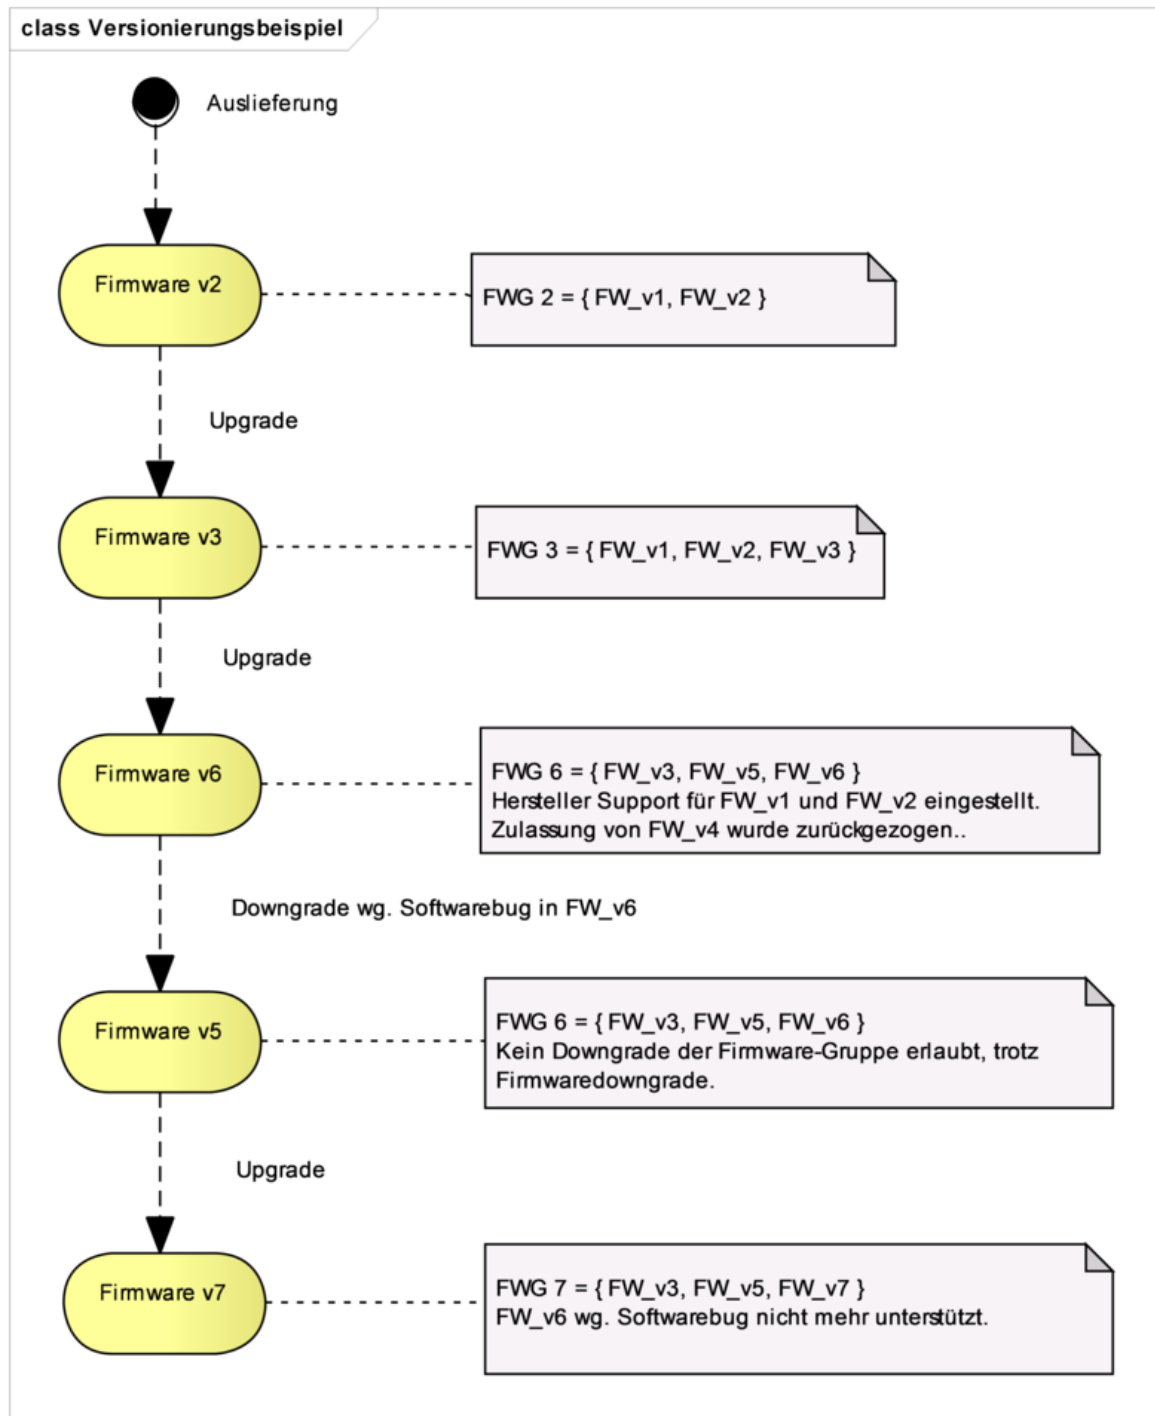 class Versionierungsbeispiel
Auslieferung
Firmware v2
FWG 2 = { FW_v1, FW_v2 }
Upgrade
Firmware v3
FWG 3 = { FW_v1, FW_v2, FW_v3 }
Upgrade
Firmware v6
FWG 6 = { FW_v3, FW_v5, FW_v6 }
Hersteller Support für FW_v1 und FW_v2 eingestellt.
Zulassung von FW_v4 wurde zurückgezogen..
Downgrade wg. Softwarebug in FW_v6
Firmware v5
FWG 6 = { FW_v3, FW_v5, FW_v6 }
Kein Downgrade der Firmware-Gruppe erlaubt, trotz
Firmwaredowngrade.
Upgrade
Firmware v7
FWG 7 = { FW_v3, FW_v5, FW_v7 }
FW_v6 wg. Softwarebug nicht mehr unterstützt.